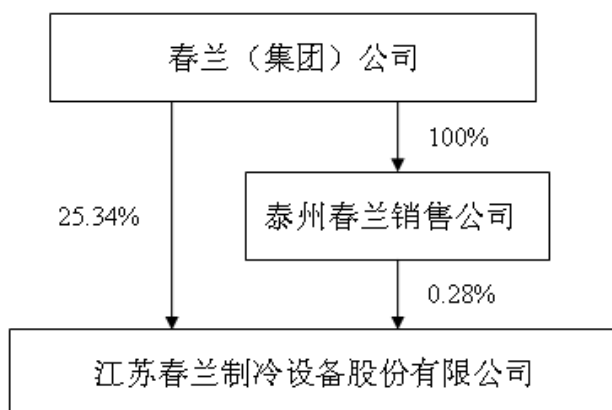 春兰（集团）公司
100%
25.34%
泰州春兰销售公司
0.28%
江苏春兰制冷设备股份有限公司